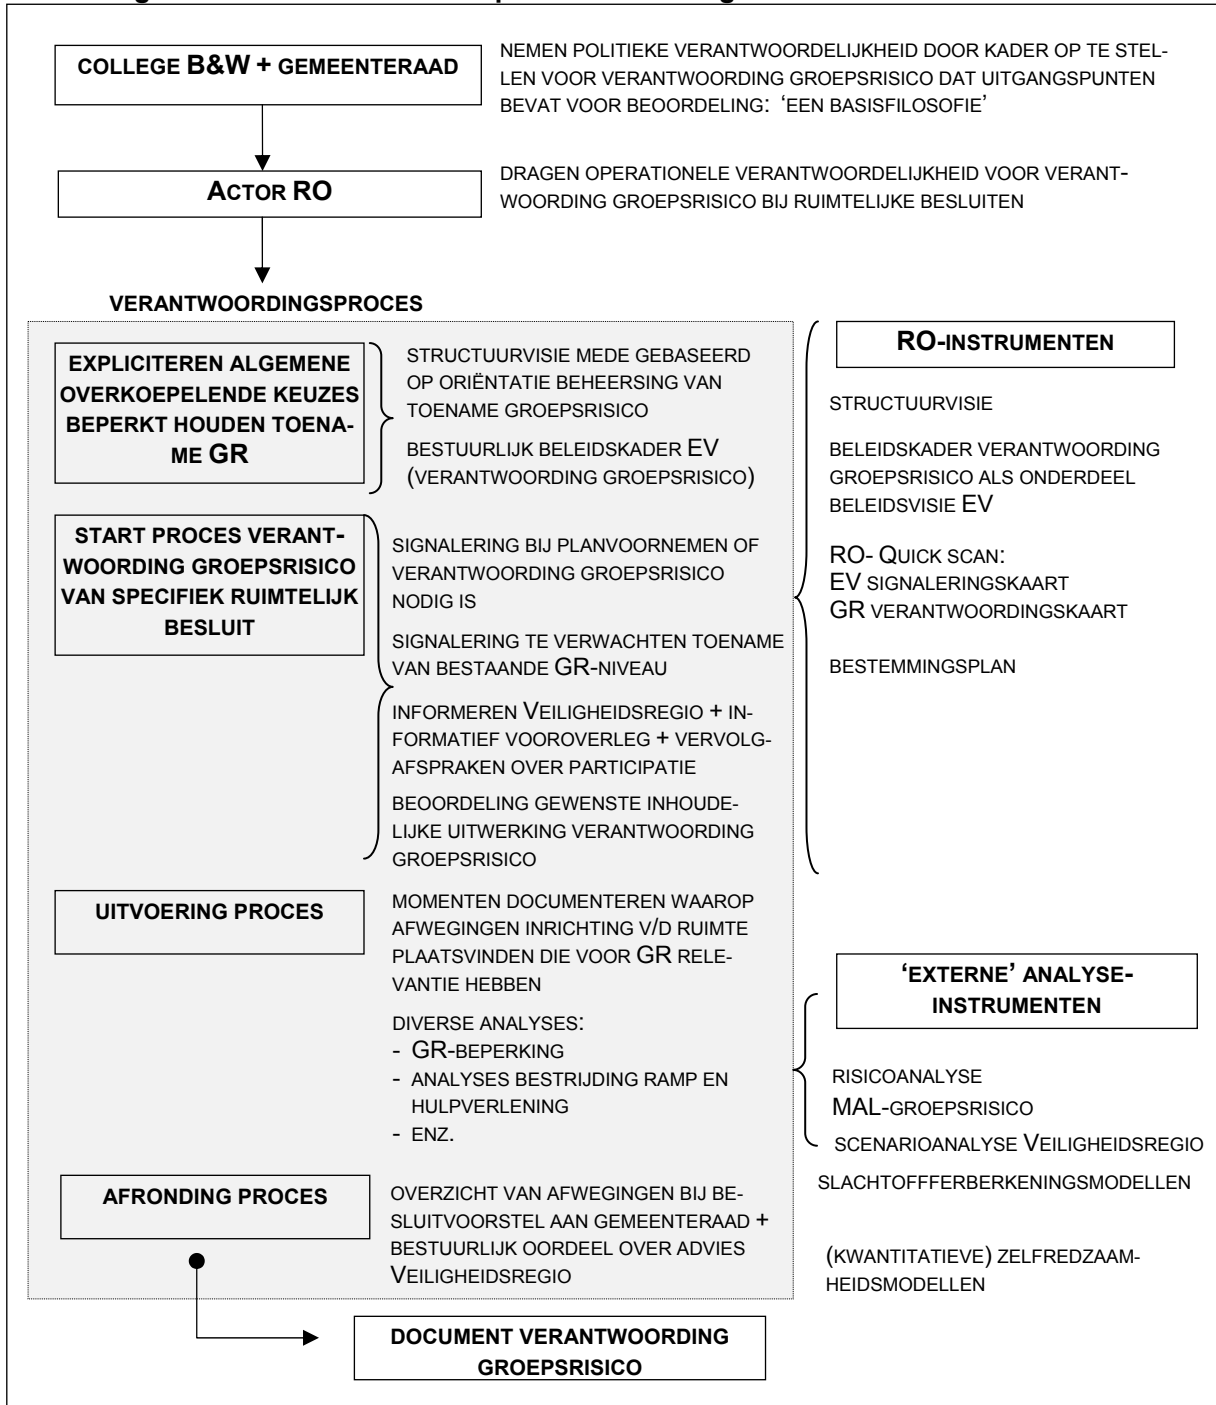 COLLEGE B&W + GEMEENTERAAD
NEMEN POLITIEKE VERANTWOORDELIJKHEID DOOR KADER OP TE STEL-
LEN VOOR VERANTWOORDING GROEPSRISICO DAT UITGANGSPUNTEN
BEVAT VOOR BEOORDELING: ‘EEN BASISFILOSOFIE’
ACTOR RO
DRAGEN OPERATIONELE VERANTWOORDELIJKHEID VOOR VERANT-
WOORDING GROEPSRISICO BIJ RUIMTELIJKE BESLUITEN
VERANTWOORDINGSPROCES
EXPLICITEREN ALGEMENE
OVERKOEPELENDE KEUZES
BEPERKT HOUDEN TOENA-
ME GR
STRUCTUURVISIE MEDE GEBASEERD
OP ORIËNTATIE BEHEERSING VAN
TOENAME GROEPSRISICO
BESTUURLIJK BELEIDSKADER EV
(VERANTWOORDING GROEPSRISICO)
START PROCES VERANT-
WOORDING GROEPSRISICO
VAN SPECIFIEK RUIMTELIJK
BESLUIT
SIGNALERING BIJ PLANVOORNEMEN OF
VERANTWOORDING GROEPSRISICO
NODIG IS
SIGNALERING TE VERWACHTEN TOENAME
VAN BESTAANDE GR-NIVEAU
INFORMEREN VEILIGHEIDSREGIO + IN-
FORMATIEF VOOROVERLEG + VERVOLG-
AFSPRAKEN OVER PARTICIPATIE
BEOORDELING GEWENSTE INHOUDE-
LIJKE UITWERKING VERANTWOORDING
GROEPSRISICO
UITVOERING PROCES
MOMENTEN DOCUMENTEREN WAAROP
AFWEGINGEN INRICHTING V/D RUIMTE
PLAATSVINDEN DIE VOOR GR RELE-
VANTIE HEBBEN
DIVERSE ANALYSES:
- GR-BEPERKING
- ANALYSES BESTRIJDING RAMP EN
HULPVERLENING
- ENZ.
AFRONDING PROCES
OVERZICHT VAN AFWEGINGEN BIJ BE-
SLUITVOORSTEL AAN GEMEENTERAAD +
BESTUURLIJK OORDEEL OVER ADVIES
VEILIGHEIDSREGIO
DOCUMENT VERANTWOORDING
GROEPSRISICO
RO-INSTRUMENTEN
STRUCTUURVISIE
BELEIDSKADER VERANTWOORDING
GROEPSRISICO ALS ONDERDEEL
BELEIDSVISIE EV
RO- QUICK SCAN:
EV SIGNALERINGSKAART
GR VERANTWOORDINGSKAART
BESTEMMINGSPLAN
‘EXTERNE’ ANALYSE-
INSTRUMENTEN
RISICOANALYSE
MAL-GROEPSRISICO
SCENARIOANALYSE VEILIGHEIDSREGIO
SLACHTOFFFERBERKENINGSMODELLEN
(KWANTITATIEVE) ZELFREDZAAM-
HEIDSMODELLEN